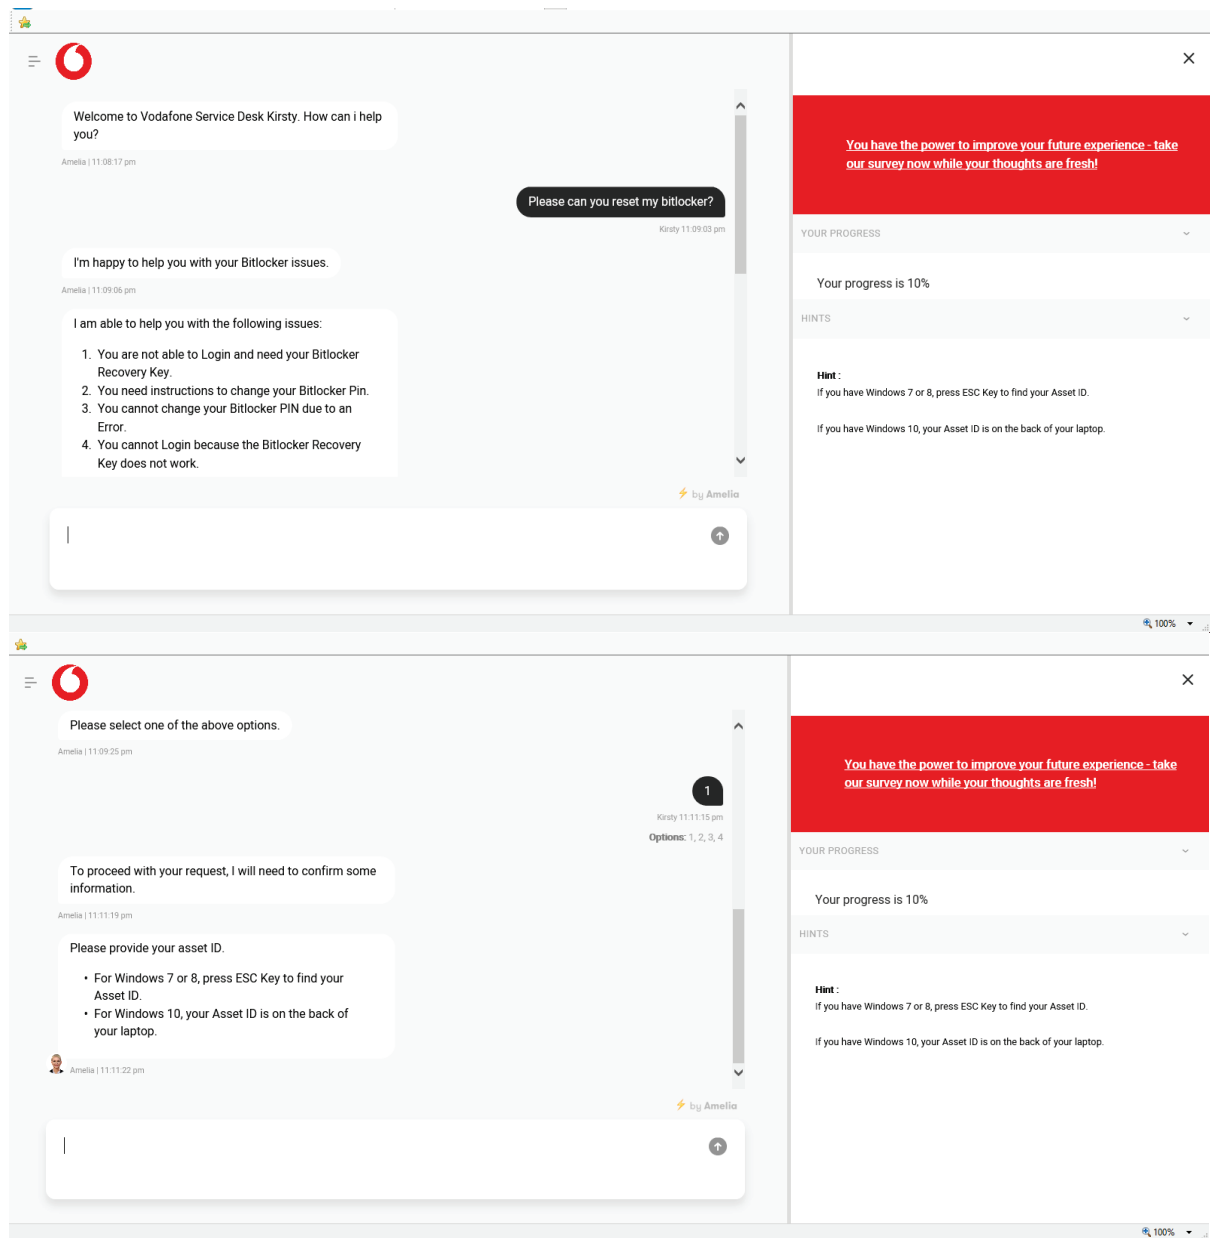 Welcome to Vodafone Service Desk Kirsty. How can i help
you?
Amelia | 11:08:17 pm
Please can you reset my bitlocker?
Kirsty 11:09:03 pm
I'm happy to help you with your Bitlocker issues.
Amelia | 11:09:06 pm
I am able to help you with the following issues:
1. You are not able to Login and need your Bitlocker
Recovery Key.
2. You need instructions to change your Bitlocker Pin.
3. You cannot change your Bitlocker PIN due to an
Error.
4. You cannot Login because the Bitlocker Recovery
Key does not work.
by Amelia
You have the power to improve your future experience - take
our survey now while your thoughts are fresh!
YOUR PROGRESS
Your progress is 10%
HINTS
Hint :
If you have Windows 7 or 8, press ESC Key to find your Asset ID.
If you have Windows 10, your Asset ID is on the back of your laptop.
100%
Please select one of the above options.
Amelia | 11:09:25 pm
1
Kirsty 11:11:15 pm
Options: 1, 2, 3, 4
To proceed with your request, I will need to confirm some
information.
Amelia | 11:11:19 pm
Please provide your asset ID.
• For Windows 7 or 8, press ESC Key to find your
Asset ID.
• For Windows 10, your Asset ID is on the back of
your laptop.
Amelia | 11:11:22 pm
by Amelia
You have the power to improve your future experience - take
our survey now while your thoughts are fresh!
YOUR PROGRESS
Your progress is 10%
HINTS
Hint :
If you have Windows 7 or 8, press ESC Key to find your Asset ID.
If you have Windows 10, your Asset ID is on the back of your laptop.
100%